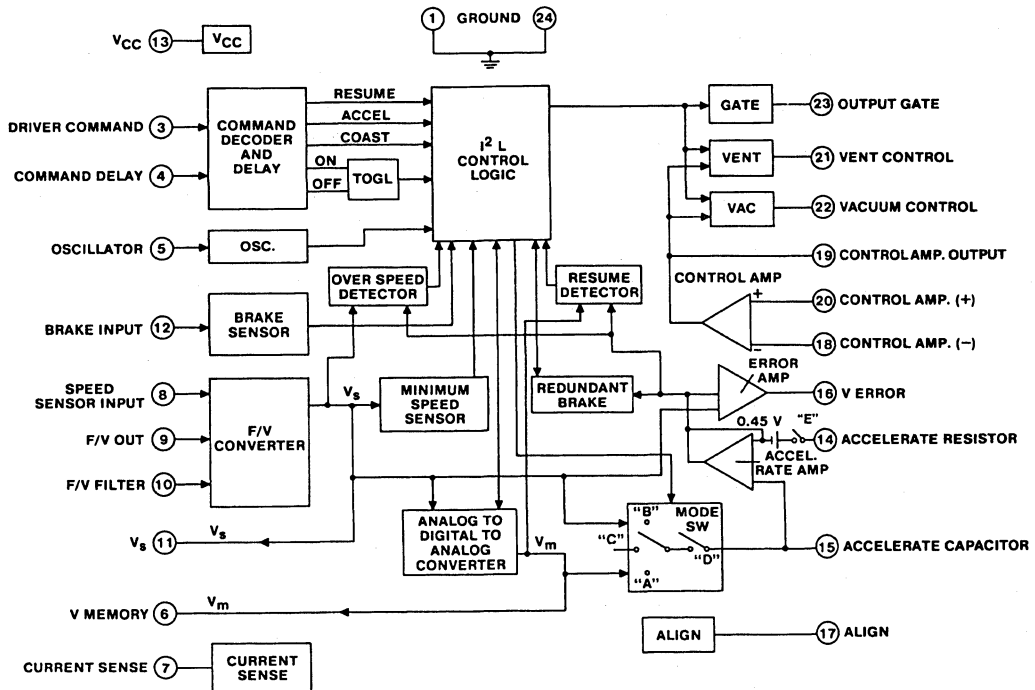 1 GROUND 24
VCC 13 VCC
DRIVER COMMAND 3
COMMAND DELAY 4
COMMAND
DECODER
AND
DELAY
RESUME
ACCEL
COAST
ON
OFF
TOGL
I² L
CONTROL
LOGIC
GATE
23 OUTPUT GATE
VENT
21 VENT CONTROL
VAC
22 VACUUM CONTROL
OSCILLATOR 5
OSC.
19 CONTROL AMP. OUTPUT
OVER SPEED
DETECTOR
RESUME
DETECTOR
CONTROL AMP
+
20 CONTROL AMP. (+)
−
18 CONTROL AMP. (−)
BRAKE INPUT 12
BRAKE
SENSOR
SPEED
SENSOR INPUT 8
F/V OUT 9
F/V FILTER 10
F/V
CONVERTER
Vs
MINIMUM
SPEED
SENSOR
REDUNDANT
BRAKE
ERROR
AMP
16 V ERROR
0.45 V "E"
14 ACCELERATE RESISTOR
ACCEL.
RATE AMP
Vs 11 Vs
ANALOG TO
DIGITAL TO
ANALOG
CONVERTER
Vm
"B" MODE
SW
"C"
"D"
"A"
15 ACCELERATE CAPACITOR
V MEMORY 6 Vm
ALIGN
17 ALIGN
CURRENT SENSE 7
CURRENT
SENSE